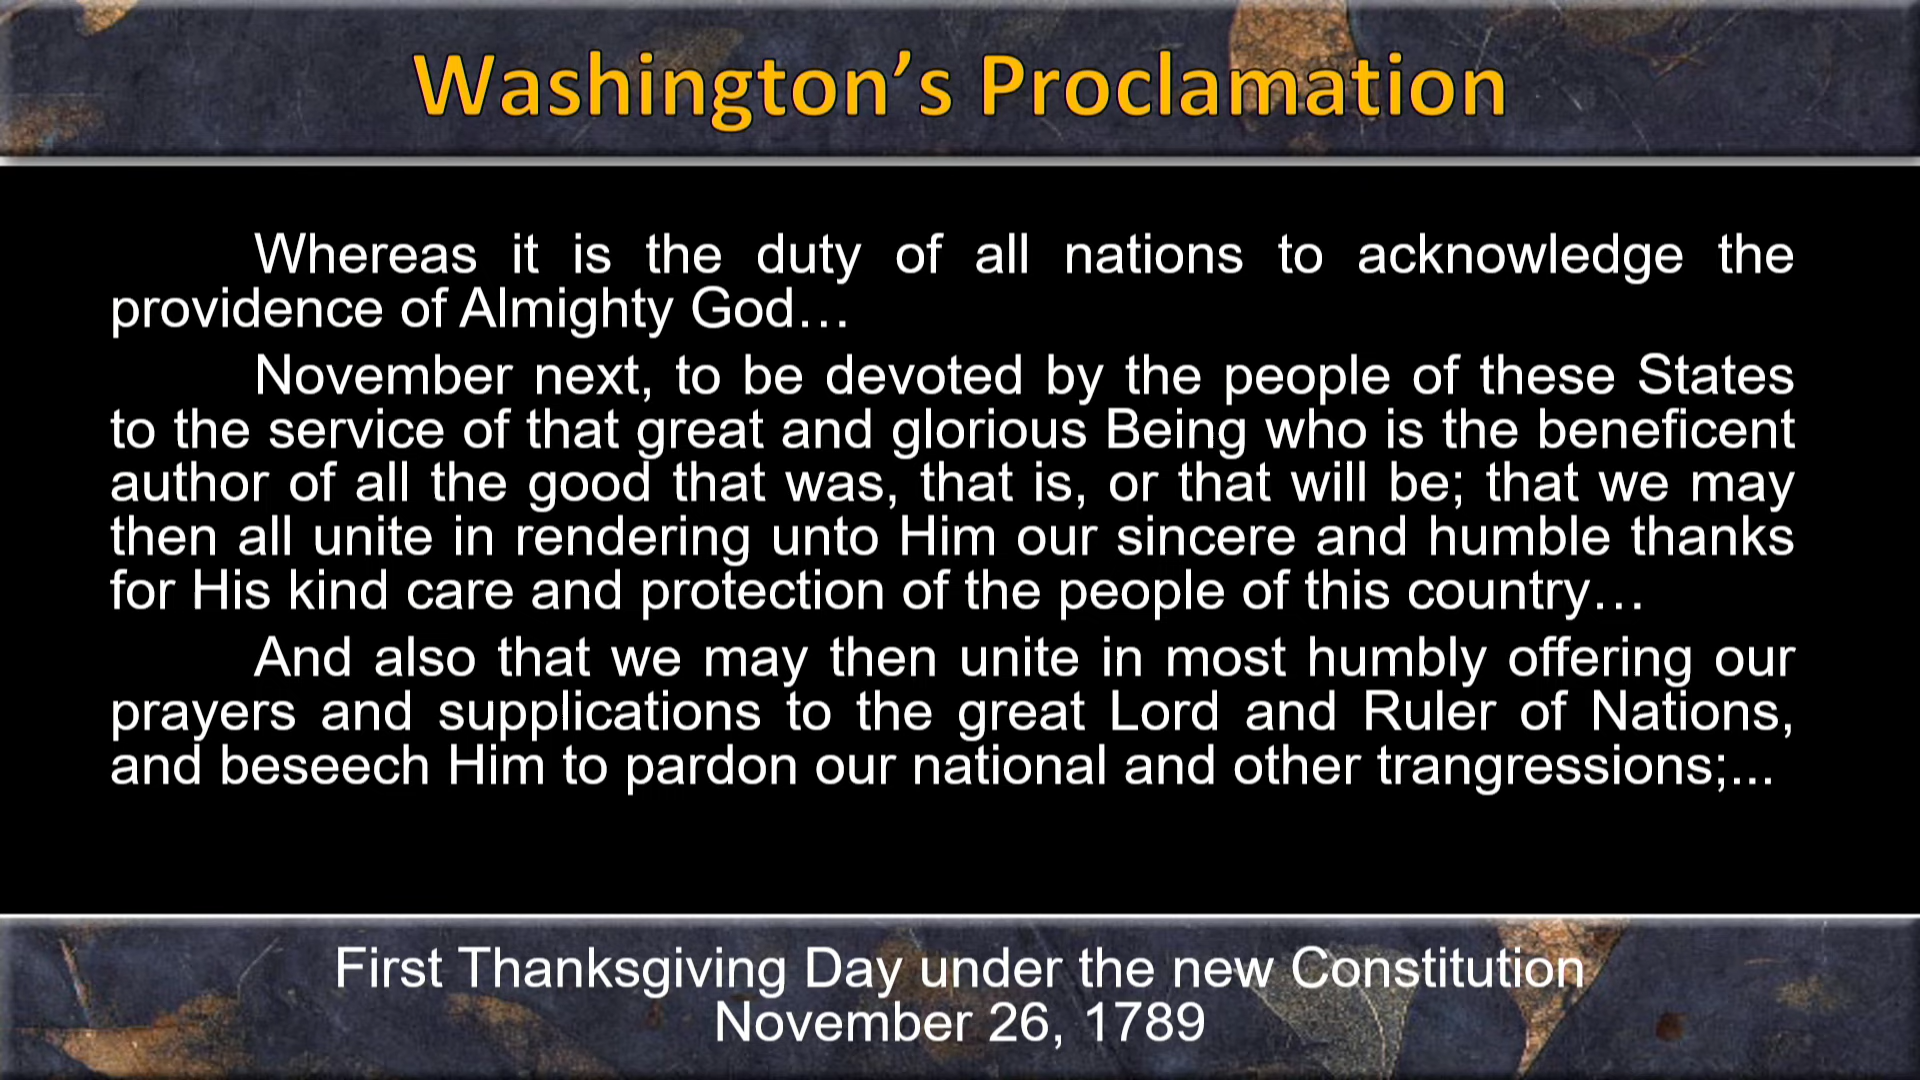 Washington’s Proclamation
Whereas it is the duty of all nations to acknowledge the
providence of Almighty God…
November next, to be devoted by the people of these States
to the service of that great and glorious Being who is the beneficent
author of all the good that was, that is, or that will be; that we may
then all unite in rendering unto Him our sincere and humble thanks
for His kind care and protection of the people of this country…
And also that we may then unite in most humbly offering our
prayers and supplications to the great Lord and Ruler of Nations,
and beseech Him to pardon our national and other trangressions;...
First Thanksgiving Day under the new Constitution
November 26, 1789